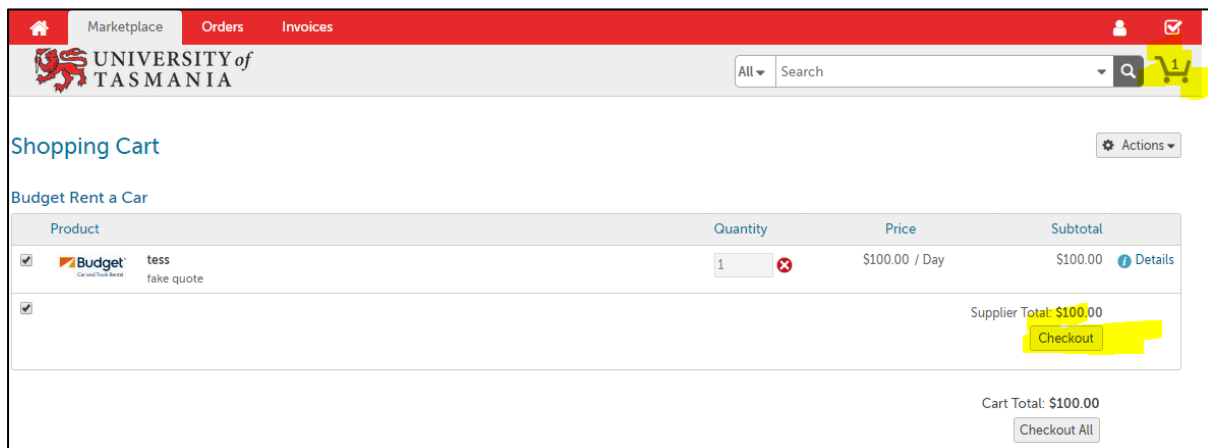 Marketplace Orders Invoices
UNIVERSITY of
TASMANIA
All Search 1
Shopping Cart Actions
Budget Rent a Car
Product Quantity Price Subtotal
Budget tess 1 $100.00 / Day $100.00 Details
Car and Truck Rental
fake quote
Supplier Total: $100.00
Checkout
Cart Total: $100.00
Checkout All